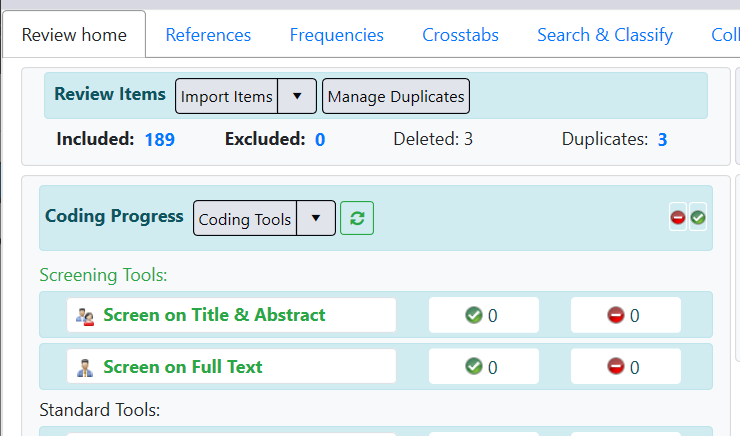 Review home References Frequencies Crosstabs Search & Classify Coll
Review Items Import Items Manage Duplicates
Included: 189 Excluded: 0 Deleted: 3 Duplicates: 3
Coding Progress Coding Tools
Screening Tools:
Screen on Title & Abstract 0 0
Screen on Full Text 0 0
Standard Tools: